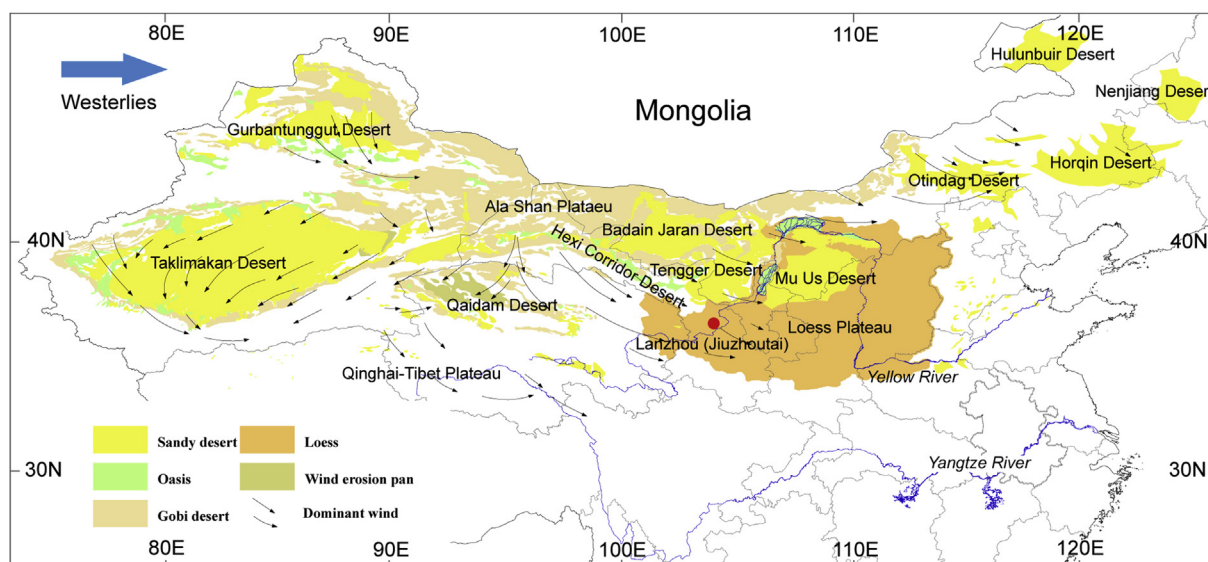 80E
90E
100E
110E
120E
Westerlies
Mongolia
Hulunbuir Desert
Nenjiang Desert
Gurbantunggut Desert
Horqin Desert
Otindag Desert
Ala Shan Plataeu
Badain Jaran Desert
40N
40N
Hexi Corridor Desert
Taklimakan Desert
Tengger Desert
Mu Us Desert
Qaidam Desert
Loess Plateau
Lanzhou (Jiuzhoutai)
Qinghai-Tibet Plateau
Yellow River
Sandy desert
Loess
Oasis
Wind erosion pan
Gobi desert
Dominant wind
30N
30N
Yangtze River
80E
90E
100E
110E
120E